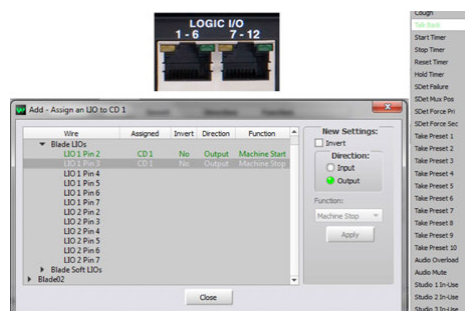 LOGIC I/O
1 - 6 7 - 12
Cough
Talk Back
Start Timer
Stop Timer
Reset Timer
Hold Timer
SDet Failure
SDet Mux Pos
SDet Force Pri
SDet Force Sec
Take Preset 1
Take Preset 2
Take Preset 3
Take Preset 4
Take Preset 5
Take Preset 6
Take Preset 7
Take Preset 8
Take Preset 9
Take Preset 10
Audio Overload
Audio Mute
Studio 1 In-Use
Studio 2 In-Use
Studio 3 In-Use
Add - Assign an LIO to CD 1
Wire Assigned Invert Direction Function
Blade LIOs
LIO 1 Pin 2 CD 1 No Output Machine Start
LIO 1 Pin 3 CD 1 No Output Machine Stop
LIO 1 Pin 4
LIO 1 Pin 5
LIO 1 Pin 6
LIO 1 Pin 7
LIO 2 Pin 2
LIO 2 Pin 3
LIO 2 Pin 4
LIO 2 Pin 5
LIO 2 Pin 6
LIO 2 Pin 7
Blade Soft LIOs
Blade02
New Settings:
Invert
Direction:
Input
Output
Function:
Machine Stop
Apply
Close